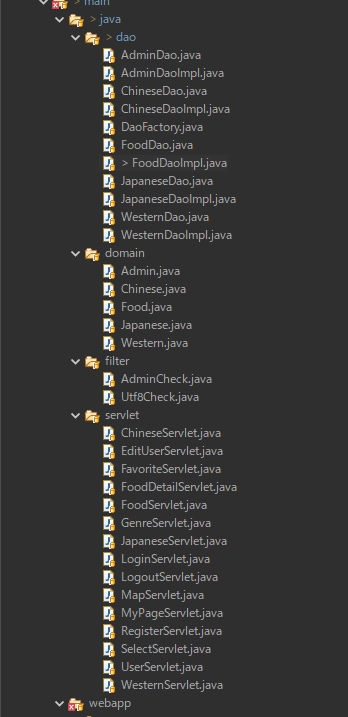 > main
> java
> dao
AdminDao.java
AdminDaoImpl.java
ChineseDao.java
ChineseDaoImpl.java
DaoFactory.java
FoodDao.java
> FoodDaoImpl.java
JapaneseDao.java
JapaneseDaoImpl.java
WesternDao.java
WesternDaoImpl.java
domain
Admin.java
Chinese.java
Food.java
Japanese.java
Western.java
filter
AdminCheck.java
Utf8Check.java
servlet
ChineseServlet.java
EditUserServlet.java
FavoriteServlet.java
FoodDetailServlet.java
FoodServlet.java
GenreServlet.java
JapaneseServlet.java
LoginServlet.java
LogoutServlet.java
MapServlet.java
MyPageServlet.java
RegisterServlet.java
SelectServlet.java
UserServlet.java
WesternServlet.java
webapp